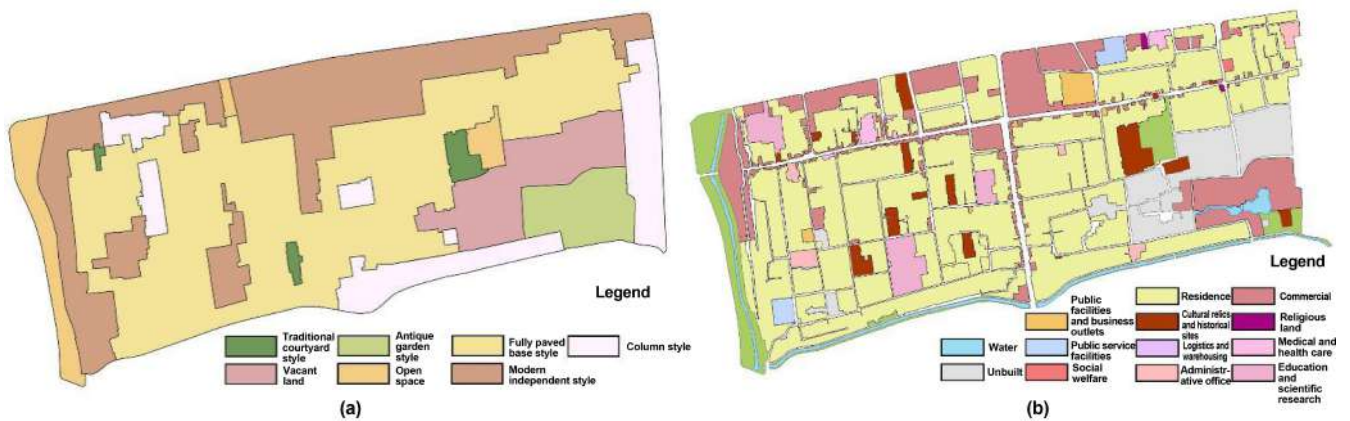 Legend
Traditional
courtyard
style
Antique
garden
style
Fully paved
base style
Column style
Vacant
land
Open
space
Modern
independent style
(a)
Legend
Public
facilities
and business
outlets
Residence
Commercial
Cultural relics
and historical
sites
Religious
land
Water
Public service
facilities
Logistics and
warehousing
Medical and
health care
Unbuilt
Social
welfare
Administr-
ative office
Education
and
scientific
research
(b)